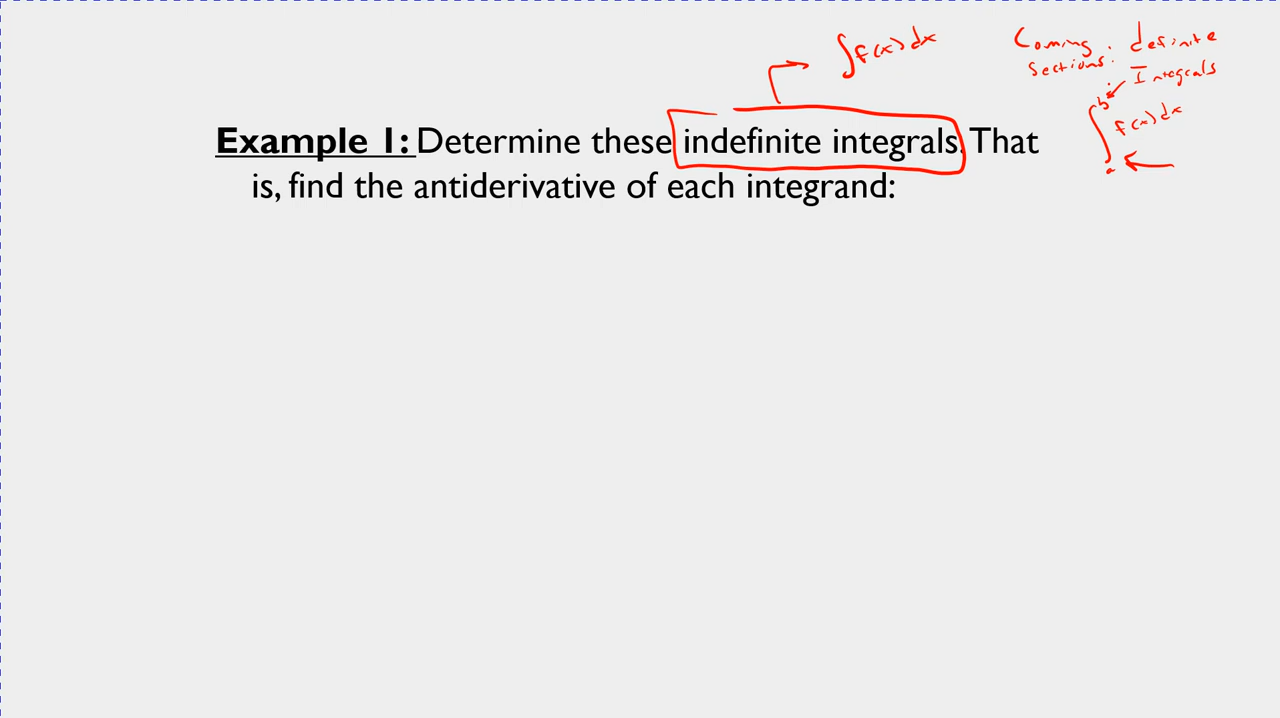 ∫f(x)dx
Coming sections: definite Integrals
∫ₐᵇ f(x)dx
Example 1: Determine these indefinite integrals. That
is, find the antiderivative of each integrand: